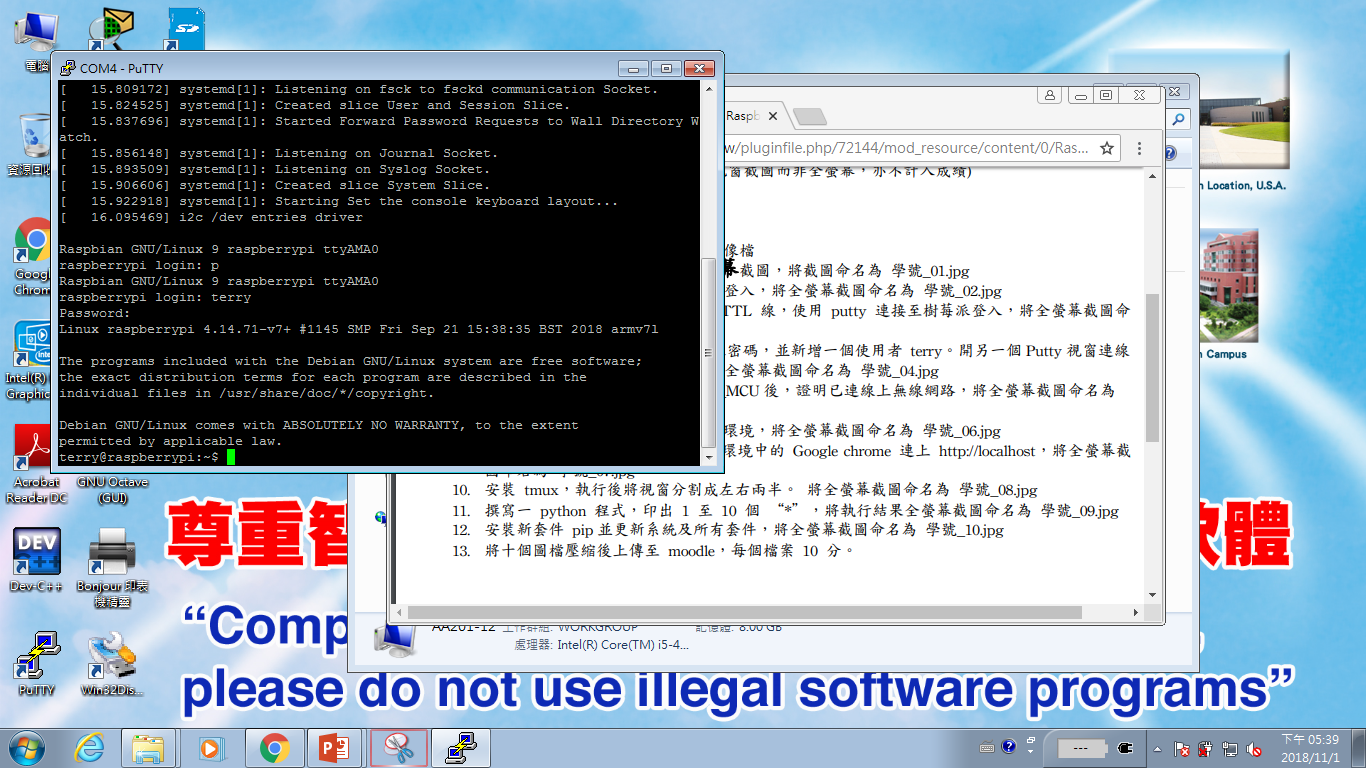 電腦
資源回收
Google
Chrom
Intel(R)
Graphic
Acrobat
Reader DC
GNU Octave
(GUI)
DEV
Dev-C++
Bonjour 印表
機精靈
PuTTY
Win32Dis...
COM4 - PuTTY
[   15.809172] systemd[1]: Listening on fsck to fsckd communication Socket.
[   15.824525] systemd[1]: Created slice User and Session Slice.
[   15.837696] systemd[1]: Started Forward Password Requests to Wall Directory W
atch.
[   15.856148] systemd[1]: Listening on Journal Socket.
[   15.893509] systemd[1]: Listening on Syslog Socket.
[   15.906606] systemd[1]: Created slice System Slice.
[   15.922918] systemd[1]: Starting Set the console keyboard layout...
[   16.095469] i2c /dev entries driver
Raspbian GNU/Linux 9 raspberrypi ttyAMA0
raspberrypi login: p
Raspbian GNU/Linux 9 raspberrypi ttyAMA0
raspberrypi login: terry
Password:
Linux raspberrypi 4.14.71-v7+ #1145 SMP Fri Sep 21 15:38:35 BST 2018 armv7l
The programs included with the Debian GNU/Linux system are free software;
the exact distribution terms for each program are described in the
individual files in /usr/share/doc/*/copyright.
Debian GNU/Linux comes with ABSOLUTELY NO WARRANTY, to the extent
permitted by applicable law.
terry@raspberrypi:~$
Raspb
w/pluginfile.php/72144/mod_resource/content/0/Ras...
窗截圖而非全螢幕，亦不計入成績)
像檔
幕截圖，將截圖命名為 學號_01.jpg
登入，將全螢幕截圖命名為 學號_02.jpg
TTL 線，使用 putty 連接至樹莓派登入，將全螢幕截圖命
密碼，並新增一個使用者 terry。開另一個 Putty 視窗連線
全螢幕截圖命名為 學號_04.jpg
MCU 後，證明已連線上無線網路，將全螢幕截圖命名為
環境，將全螢幕截圖命名為 學號_06.jpg
環境中的 Google chrome 連上 http://localhost，將全螢幕截
10. 安裝 tmux，執行後將視窗分割成左右兩半。 將全螢幕截圖命名為 學號_08.jpg
11. 撰寫一 python 程式，印出 1 至 10 個 “*”，將執行結果全螢幕截圖命名為 學號_09.jpg
12. 安裝新套件 pip 並更新系統及所有套件，將全螢幕截圖命名為 學號_10.jpg
13. 將十個圖檔壓縮後上傳至 moodle，每個檔案 10 分。
AA201-12 工作群組: WORKGROUP 記憶體: 8.00 GB
處理器: Intel(R) Core(TM) i5-4...
n Location, U.S.A.
n Campus
尊重智
軟體
“Comp
please do not use illegal software programs”
下午 05:39
2018/11/1